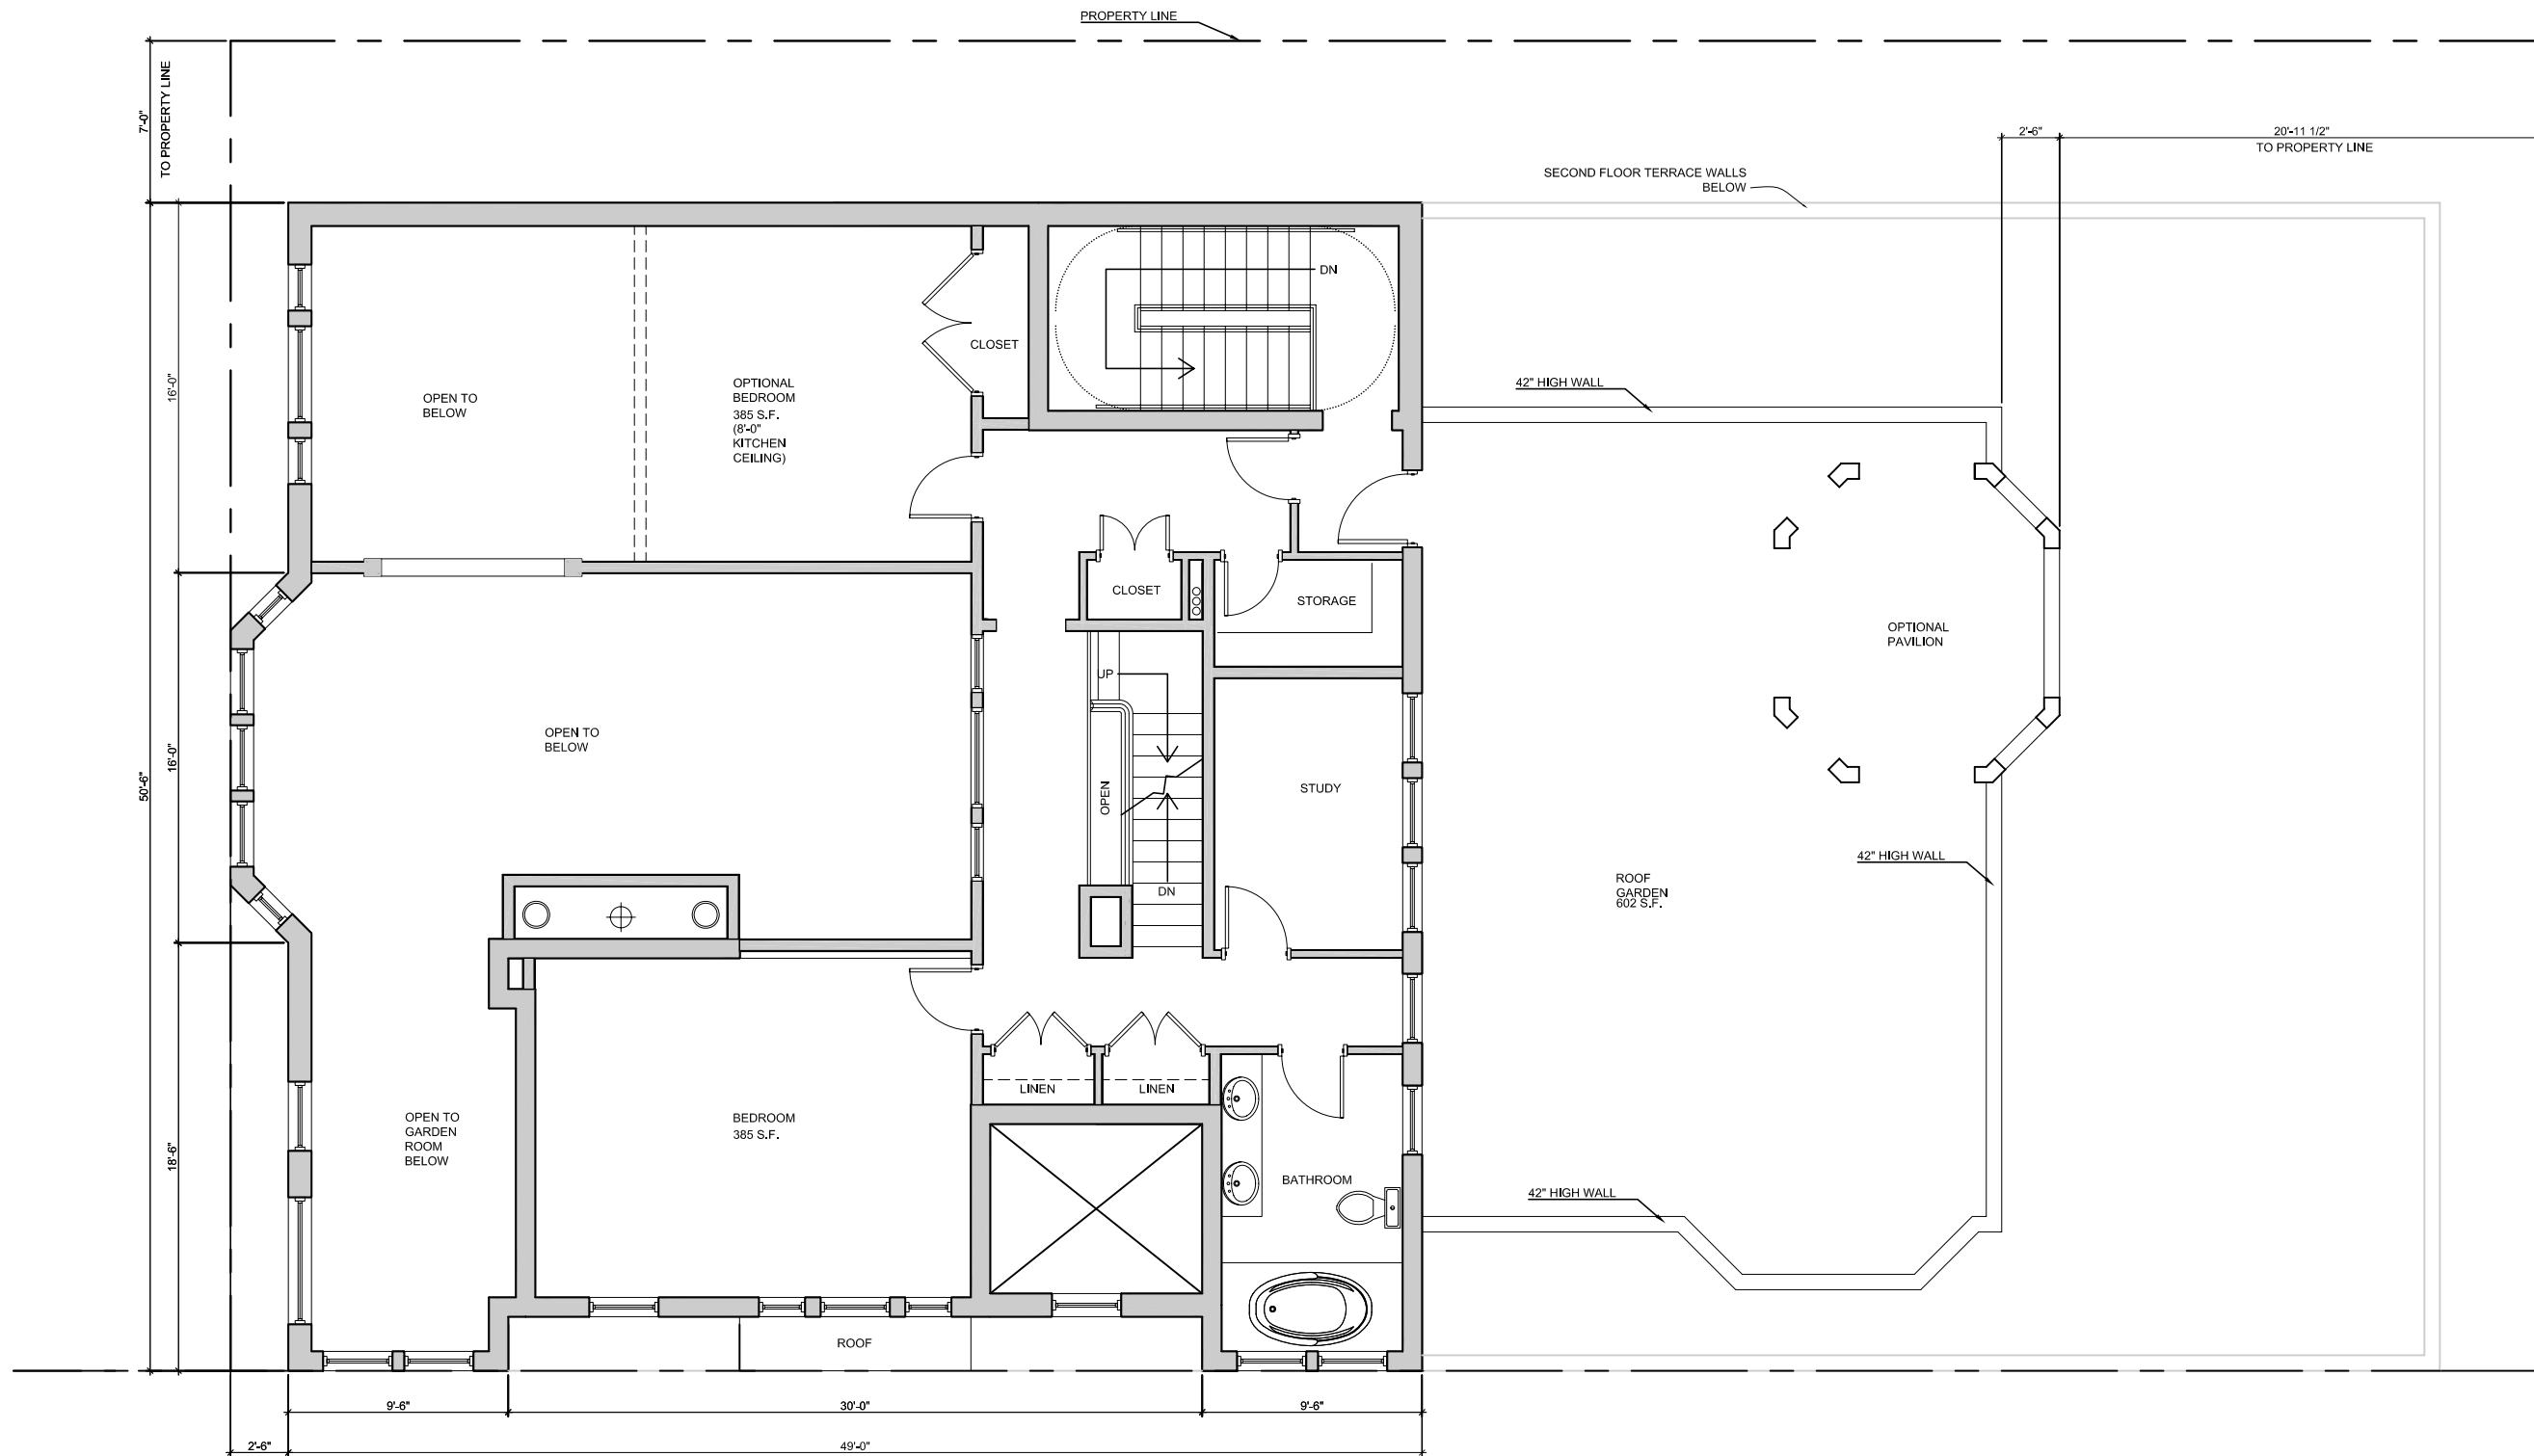 PROPERTY LINE
7'-0"
TO PROPERTY LINE
2'-6"
20'-11 1/2"
TO PROPERTY LINE
SECOND FLOOR TERRACE WALLS
BELOW
DN
CLOSET
16'-0"
OPEN TO
BELOW
OPTIONAL
BEDROOM
385 S.F.
(8'-0"
KITCHEN
CEILING)
42" HIGH WALL
CLOSET
STORAGE
OPTIONAL
PAVILION
UP
16'-0"
50'-6"
OPEN TO
BELOW
OPEN
STUDY
DN
42" HIGH WALL
ROOF
GARDEN
602 S.F.
LINEN
LINEN
18'-6"
OPEN TO
GARDEN
ROOM
BELOW
BEDROOM
385 S.F.
BATHROOM
42" HIGH WALL
ROOF
9'-6"
30'-0"
9'-6"
2'-6"
49'-0"